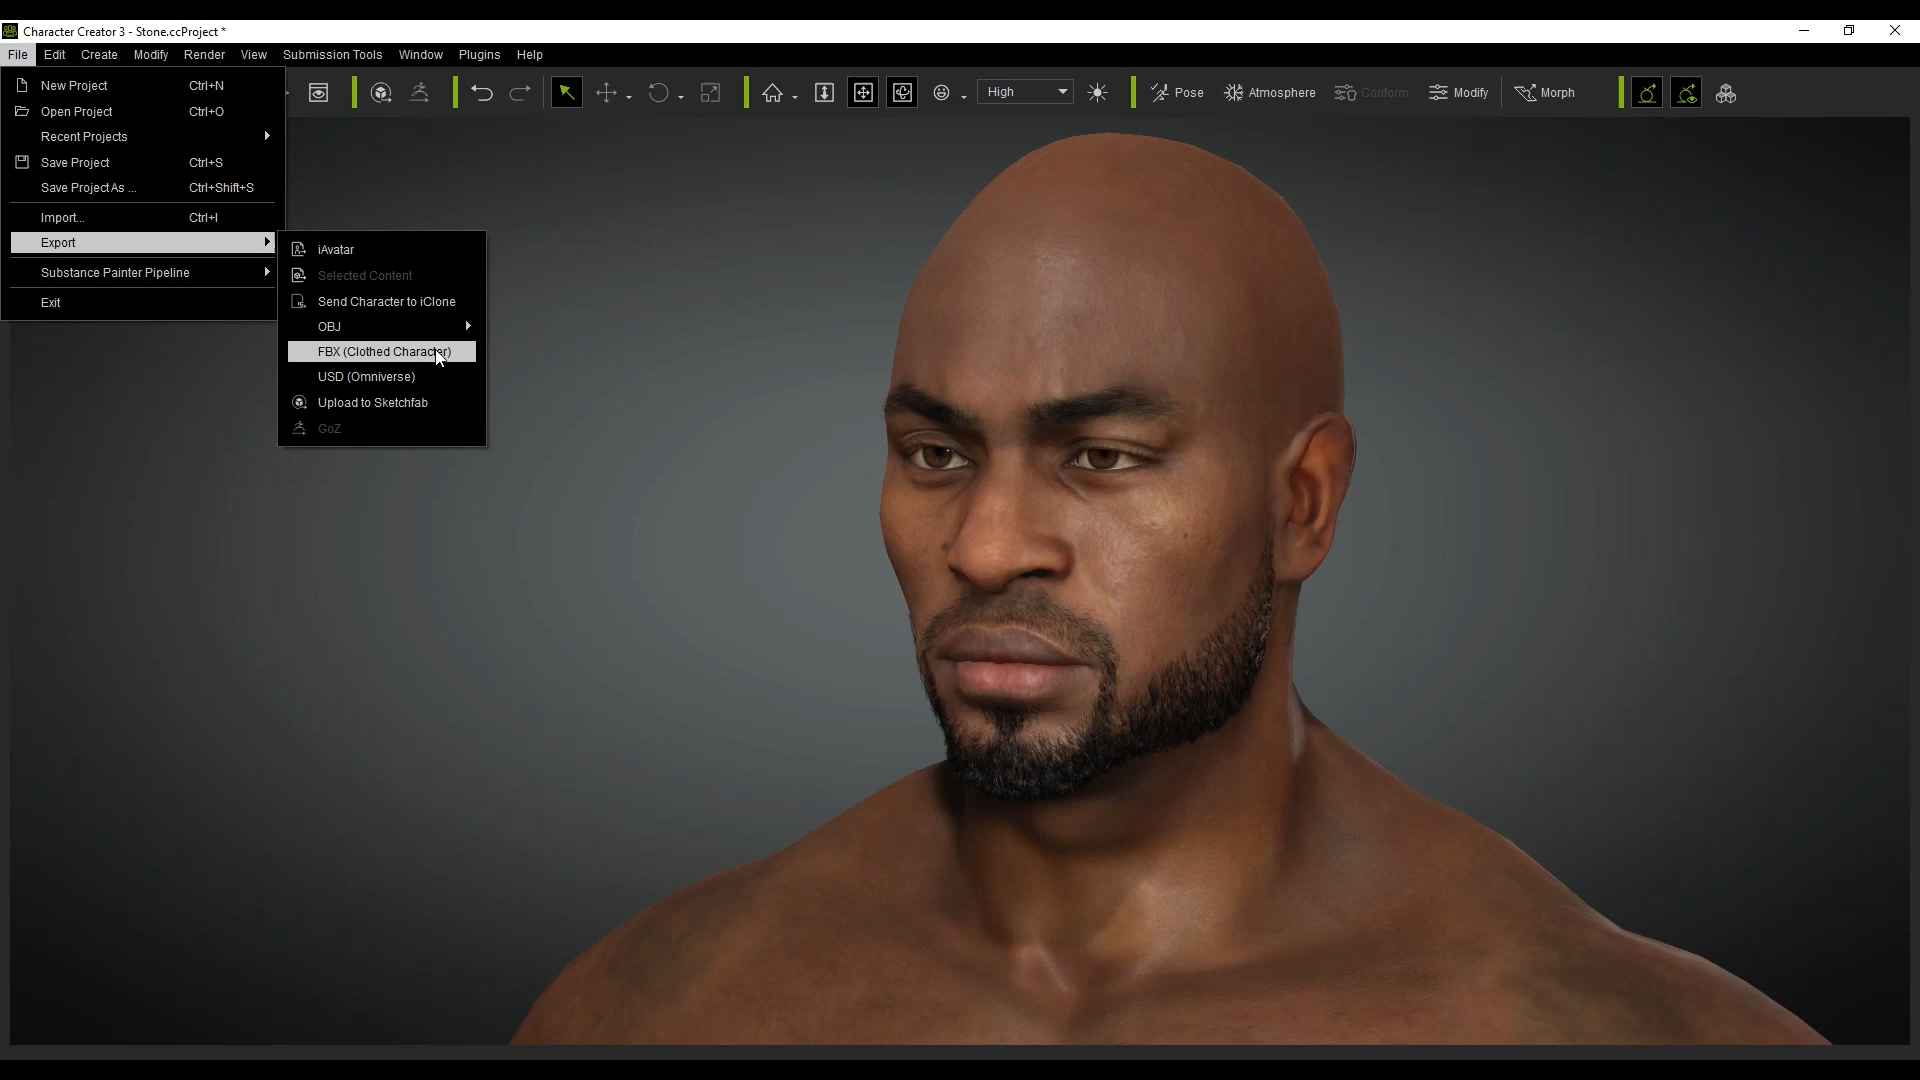 Character Creator 3 - Stone.ccProject *
File Edit Create Modify Render View Submission Tools Window Plugins Help
High Pose Atmosphere Conform Modify Morph
New Project Ctrl+N
Open Project Ctrl+O
Recent Projects
Save Project Ctrl+S
Save Project As ... Ctrl+Shift+S
Import... Ctrl+I
Export
Substance Painter Pipeline
Exit
iAvatar
Selected Content
Send Character to iClone
OBJ
FBX (Clothed Character)
USD (Omniverse)
Upload to Sketchfab
GoZ